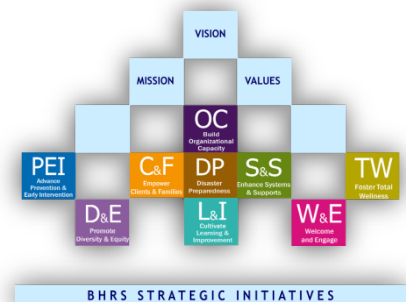 VISION
MISSION VALUES
OC
Build
Organizational
Capacity
PEI
Advance
Prevention &
Early Intervention
C&F
Empower
Clients & Families
DP
Disaster
Preparedness
S&S
Enhance Systems
& Supports
TW
Foster Total
Wellness
D&E
Promote
Diversity & Equity
L&I
Cultivate
Learning &
Improvement
W&E
Welcome
and Engage
BHRS STRATEGIC INITIATIVES